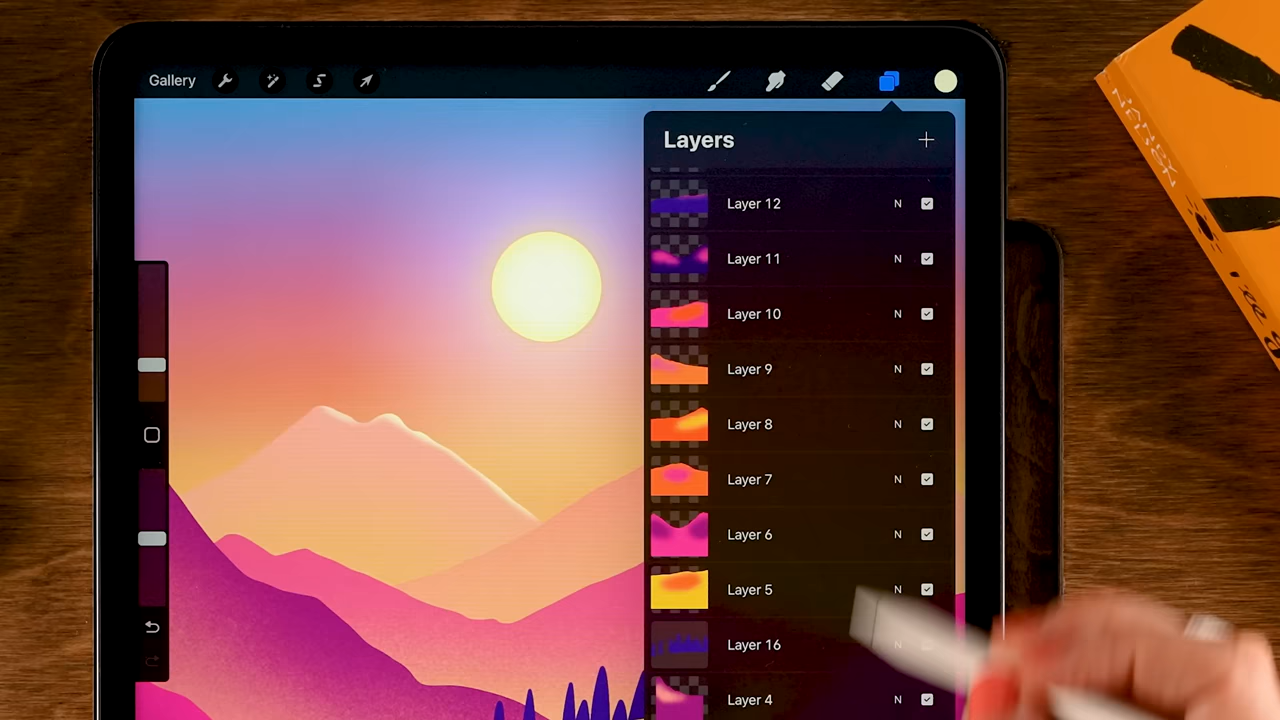 Gallery
Layers
Layer 12 N
Layer 11 N
Layer 10 N
Layer 9 N
Layer 8 N
Layer 7 N
Layer 6 N
Layer 5 N
Layer 16
Layer 4 N